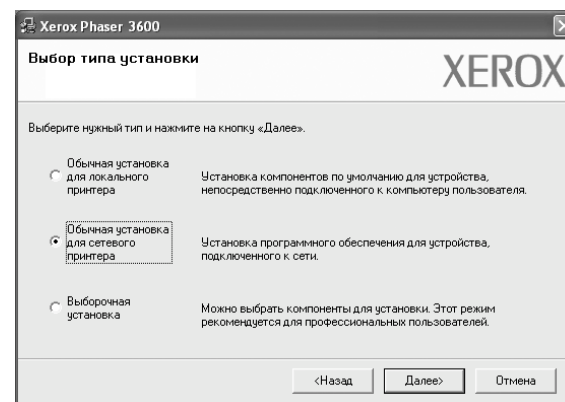 Xerox Phaser 3600
Выбор типа установки
XEROX
Выберите нужный тип и нажмите на кнопку «Далее».
Обычная установка
для локального
принтера
Установка компонентов по умолчанию для устройства,
непосредственно подключенного к компьютеру пользователя.
Обычная установка
для сетевого
принтера
Установка программного обеспечения для устройства,
подключенного к сети.
Выборочная
установка
Можно выбрать компоненты для установки. Этот режим
рекомендуется для профессиональных пользователей.
<Назад
Далее>
Отмена